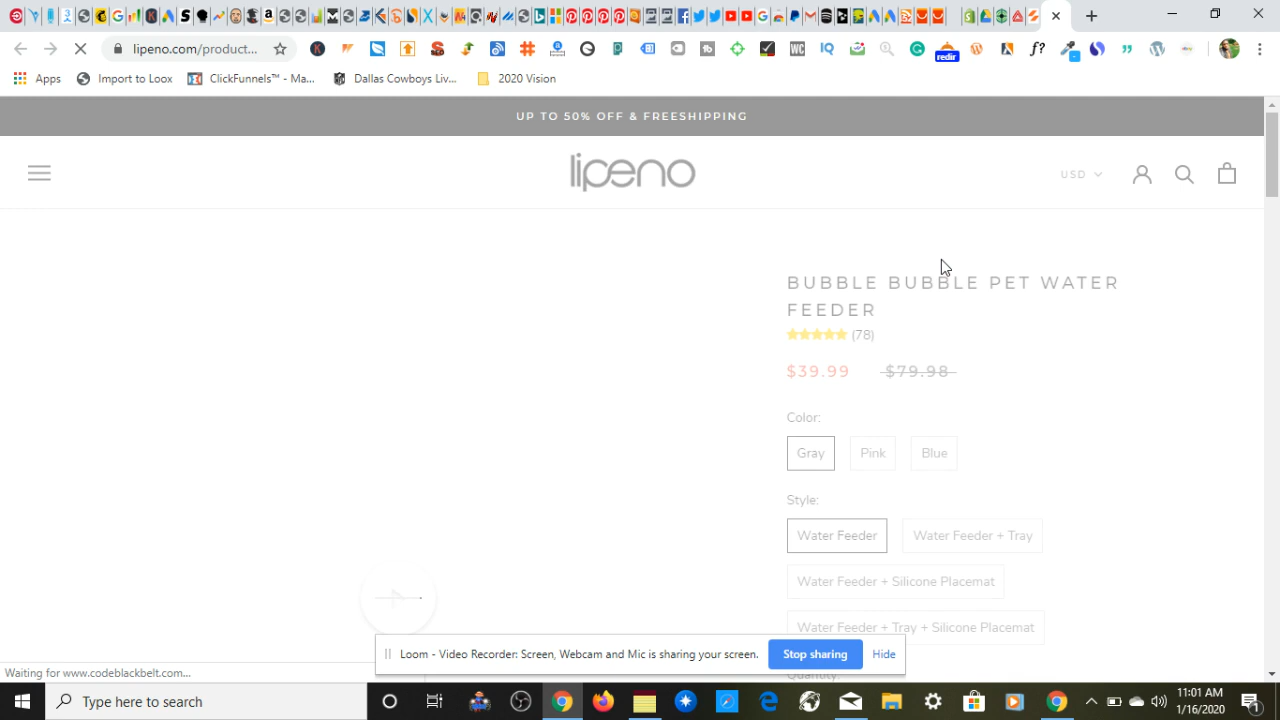 lipeno.com/product...
Apps
Import to Loox
ClickFunnels™ – Ma...
Dallas Cowboys Livi...
2020 Vision
UP TO 50% OFF & FREESHIPPING
lipeno
USD
BUBBLE BUBBLE PET WATER
FEEDER
(78)
$39.99 $79.98
Color:
Gray Pink Blue
Style:
Water Feeder Water Feeder + Tray
Water Feeder + Silicone Placemat
Water Feeder + Tray + Silicone Placemat
Quantity
Loom - Video Recorder: Screen, Webcam and Mic is sharing your screen. Stop sharing Hide
Waiting for www.codeblackbelt.com...
Type here to search
11:01 AM
1/16/2020